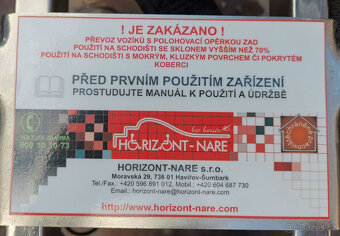 ! JE ZAKÁZÁNO !
PŘEVOZ VOZÍKŮ S POLOHOVACÍ OPĚRKOU ZAD
POUŽITÍ NA SCHODIŠTI SE SKLONEM VYŠŠÍM NEŽ 70%
POUŽITÍ NA SCHODIŠTI S MOKRÝM, KLUZKÝM POVRCHEM ČI POKRYTÉM
KOBERCI
PŘED PRVNÍM POUŽITÍM ZAŘÍZENÍ
PROSTUDUJTE MANUÁL K POUŽITÍ A ÚDRŽBĚ
bez bariér
HORIZONT-NARE
HORIZONT-NARE s.r.o.
Moravská 29, 736 01 Havířov-Šumbark
Tel./Fax.: +420 596 891 012, Mobil.: +420 604 687 730
Email.: horizont-nare@horizont-nare.com
http://www.horizont-nare.com